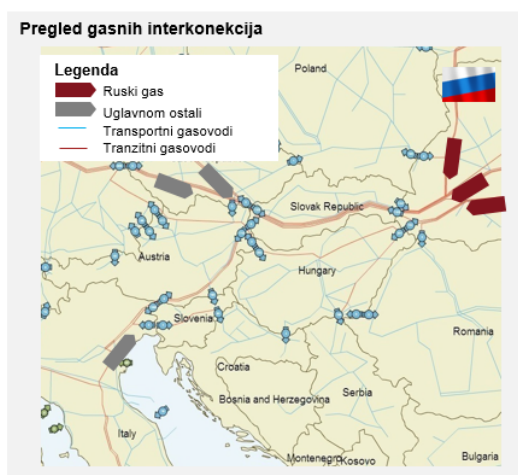 Pregled gasnih interkonekcija
Legenda
Ruski gas
Uglavnom ostali
Transportni gasovodi
Tranzitni gasovodi
Poland
Slovak Republic
Austria
Hungary
Slovenia
Romania
Croatia
Bosnia and Herzegovina
Serbia
Italy
Montenegro
Kosovo
Bulgaria